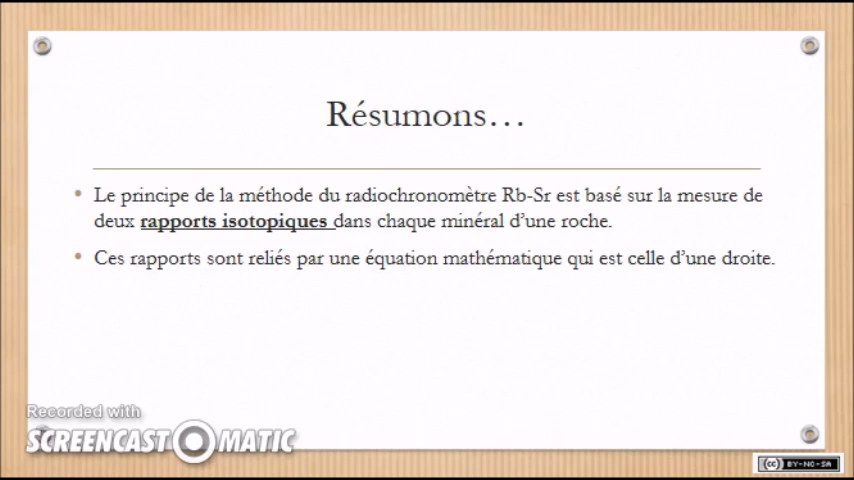 Résumons…
• Le principe de la méthode du radiochronomètre Rb-Sr est basé sur la mesure de
deux rapports isotopiques dans chaque minéral d'une roche.
• Ces rapports sont reliés par une équation mathématique qui est celle d'une droite.
Recorded with
SCREENCAST O MATIC
cc BY-NC-SA